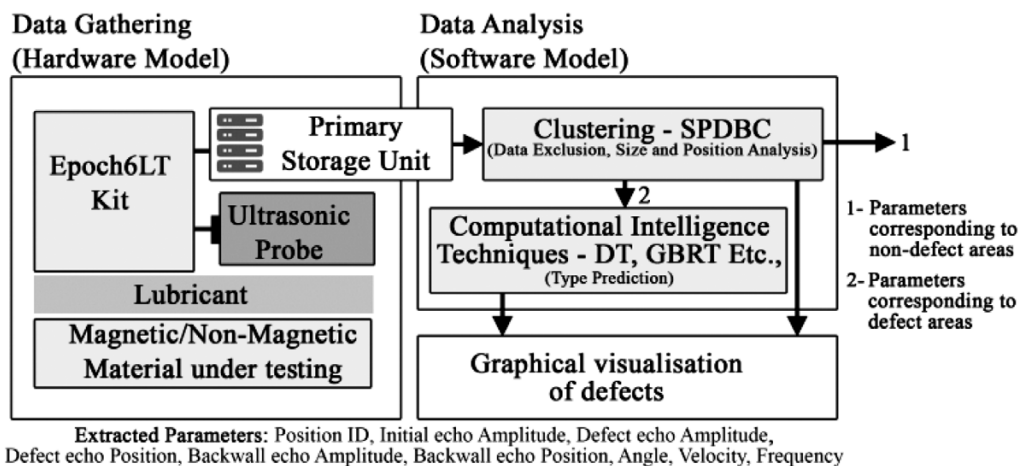 Data Gathering
(Hardware Model)
Epoch6LT
Kit
Primary
Storage Unit
Ultrasonic
Probe
Lubricant
Magnetic/Non-Magnetic
Material under testing
Data Analysis
(Software Model)
Clustering - SPDBC
(Data Exclusion, Size and Position Analysis)
1
2
Computational Intelligence
Techniques - DT, GBRT Etc.,
(Type Prediction)
Graphical visualisation
of defects
1- Parameters
corresponding to
non-defect areas
2- Parameters
corresponding to
defect areas
Extracted Parameters: Position ID, Initial echo Amplitude, Defect echo Amplitude,
Defect echo Position, Backwall echo Amplitude, Backwall echo Position, Angle, Velocity, Frequency